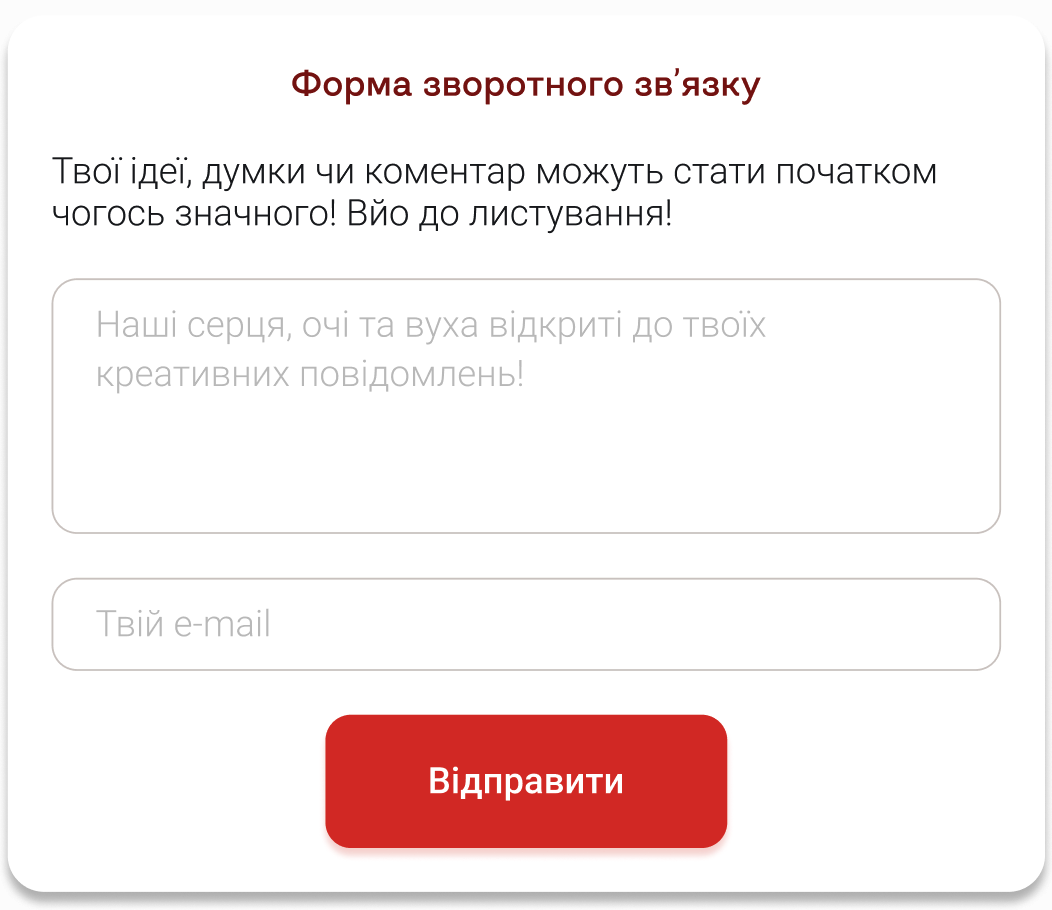 Форма зворотного зв’язку
Твої ідеї, думки чи коментар можуть стати початком
чогось значного! Вйо до листування!
Наші серця, очі та вуха відкриті до твоїх
креативних повідомлень!
Твій e-mail
Відправити